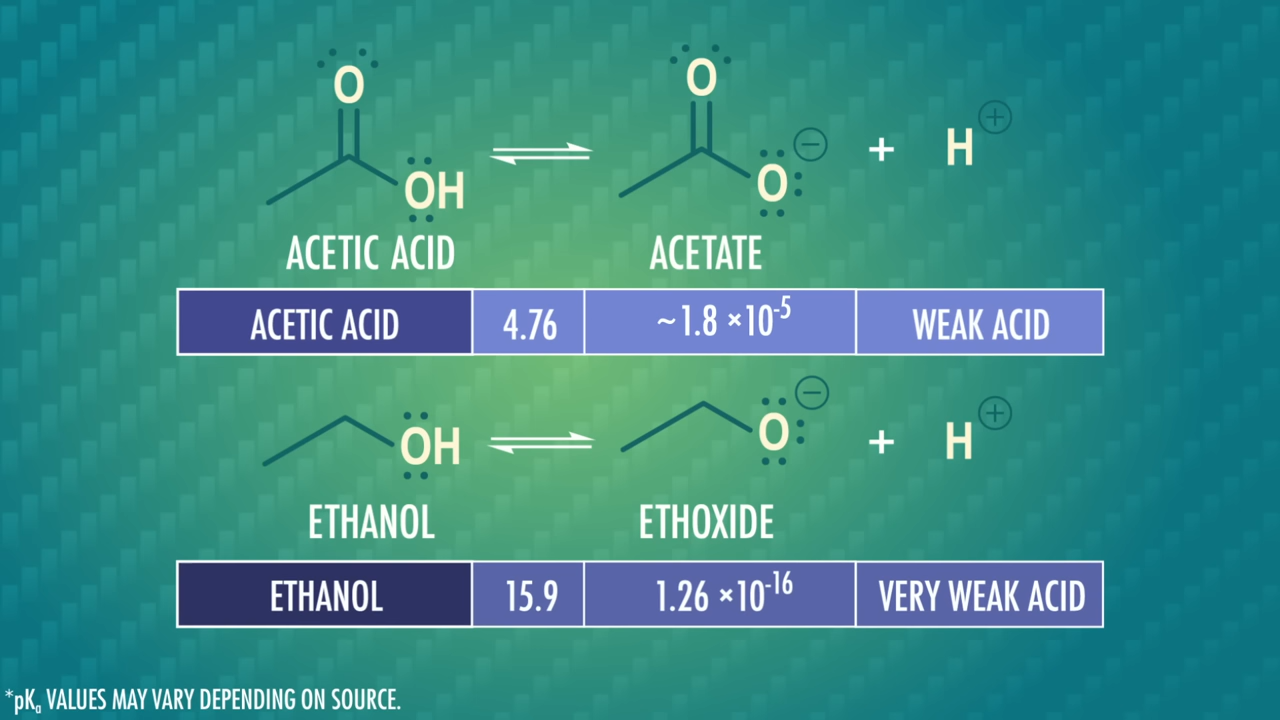 O
OH
O
O ⊖
+
H ⊕
ACETIC ACID
ACETATE
ACETIC ACID 4.76 ~1.8 ×10⁻⁵ WEAK ACID
OH
O ⊖
+
H ⊕
ETHANOL
ETHOXIDE
ETHANOL 15.9 1.26 ×10⁻¹⁶ VERY WEAK ACID
*pKₐ VALUES MAY VARY DEPENDING ON SOURCE.